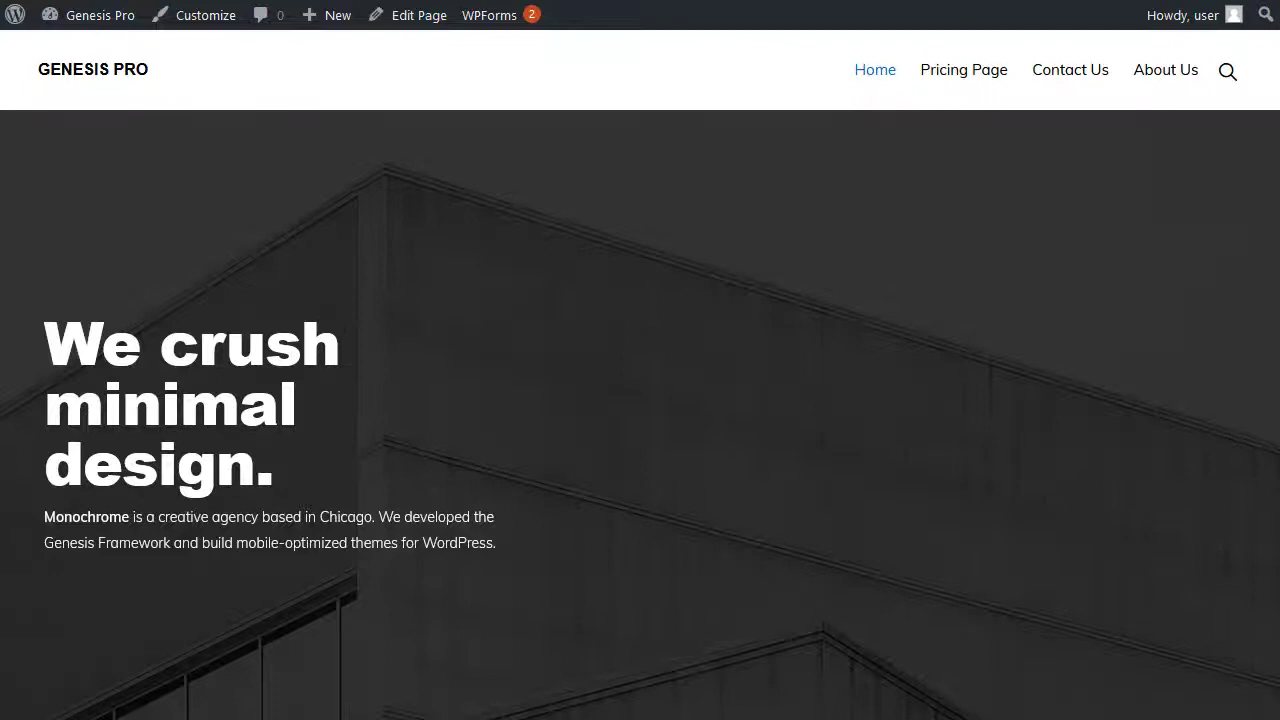 Genesis Pro Customize 0 New Edit Page WPForms 2 Howdy, user
GENESIS PRO Home Pricing Page Contact Us About Us
We crush
minimal
design.
Monochrome is a creative agency based in Chicago. We developed the
Genesis Framework and build mobile-optimized themes for WordPress.